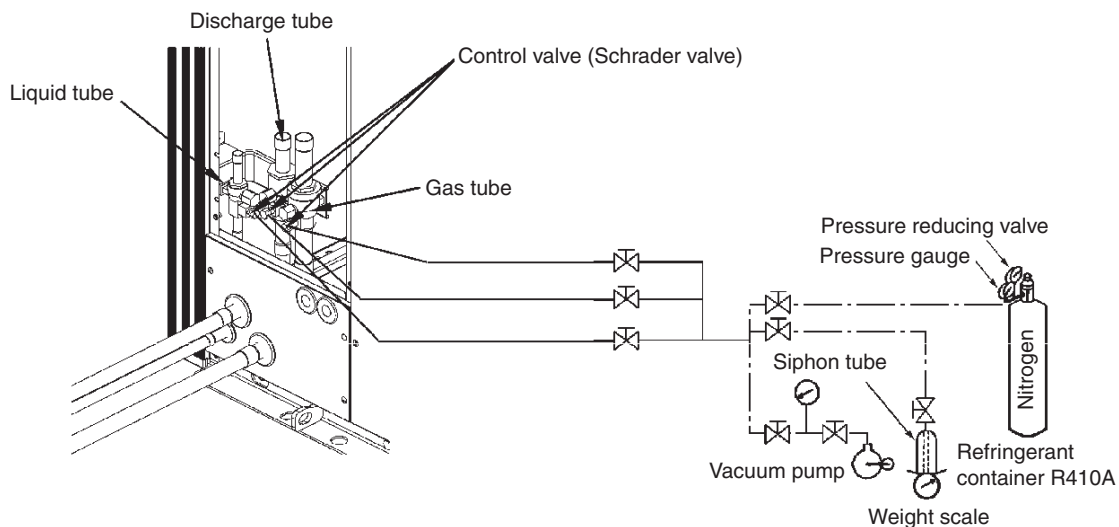 Discharge tube
Control valve (Schrader valve)
Liquid tube
Gas tube
Pressure reducing valve
Pressure gauge
Siphon tube
Nitrogen
Vacuum pump
Refringerant
container R410A
Weight scale